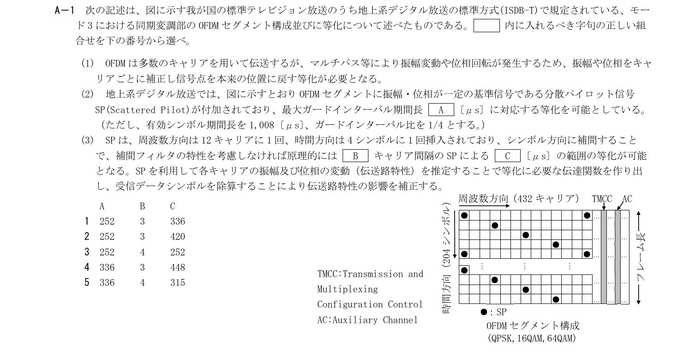 A－1 次の記述は、図に示す我が国の標準テレビジョン放送のうち地上系デジタル放送の標準方式(ISDB-T)で規定されている、モー
ド３における同期変調部の OFDM セグメント構成並びに等化について述べたものである。 内に入れるべき字句の正しい組
合せを下の番号から選べ。
(1) OFDM は多数のキャリアを用いて伝送するが、マルチパス等により振幅変動や位相回転が発生するため、振幅や位相をキャ
リアごとに補正し信号点を本来の位置に戻す等化が必要となる。
(2) 地上系デジタル放送では、図に示すとおり OFDM セグメントに振幅・位相が一定の基準信号である分散パイロット信号
SP(Scattered Pilot)が付加されており、最大ガードインターバル期間長 A 〔μs〕に対応する等化を可能としている。
（ただし、有効シンボル期間長を 1,008〔μs〕、ガードインターバル比を 1/4 とする。）
(3) SP は、周波数方向は 12 キャリアに１回、時間方向は４シンボルに１回挿入されており、シンボル方向に補間すること
で、補間フィルタの特性を考慮しなければ原理的には B キャリア間隔の SP による C 〔μs〕の範囲の等化が可能
となる。SP を利用して各キャリアの振幅及び位相の変動（伝送路特性）を推定することで等化に必要な伝達関数を作り出
し、受信データシンボルを除算することにより伝送路特性の影響を補正する。
A B C
1 252 3 336
2 252 3 420
3 252 4 252
4 336 3 448
5 336 4 315
TMCC:Transmission and
Multiplexing
Configuration Control
AC:Auxiliary Channel
周波数方向（432 キャリア） TMCC AC
時間方向（204 シンボル）
フレーム長
●：SP
OFDM セグメント構成
(QPSK,16QAM,64QAM)